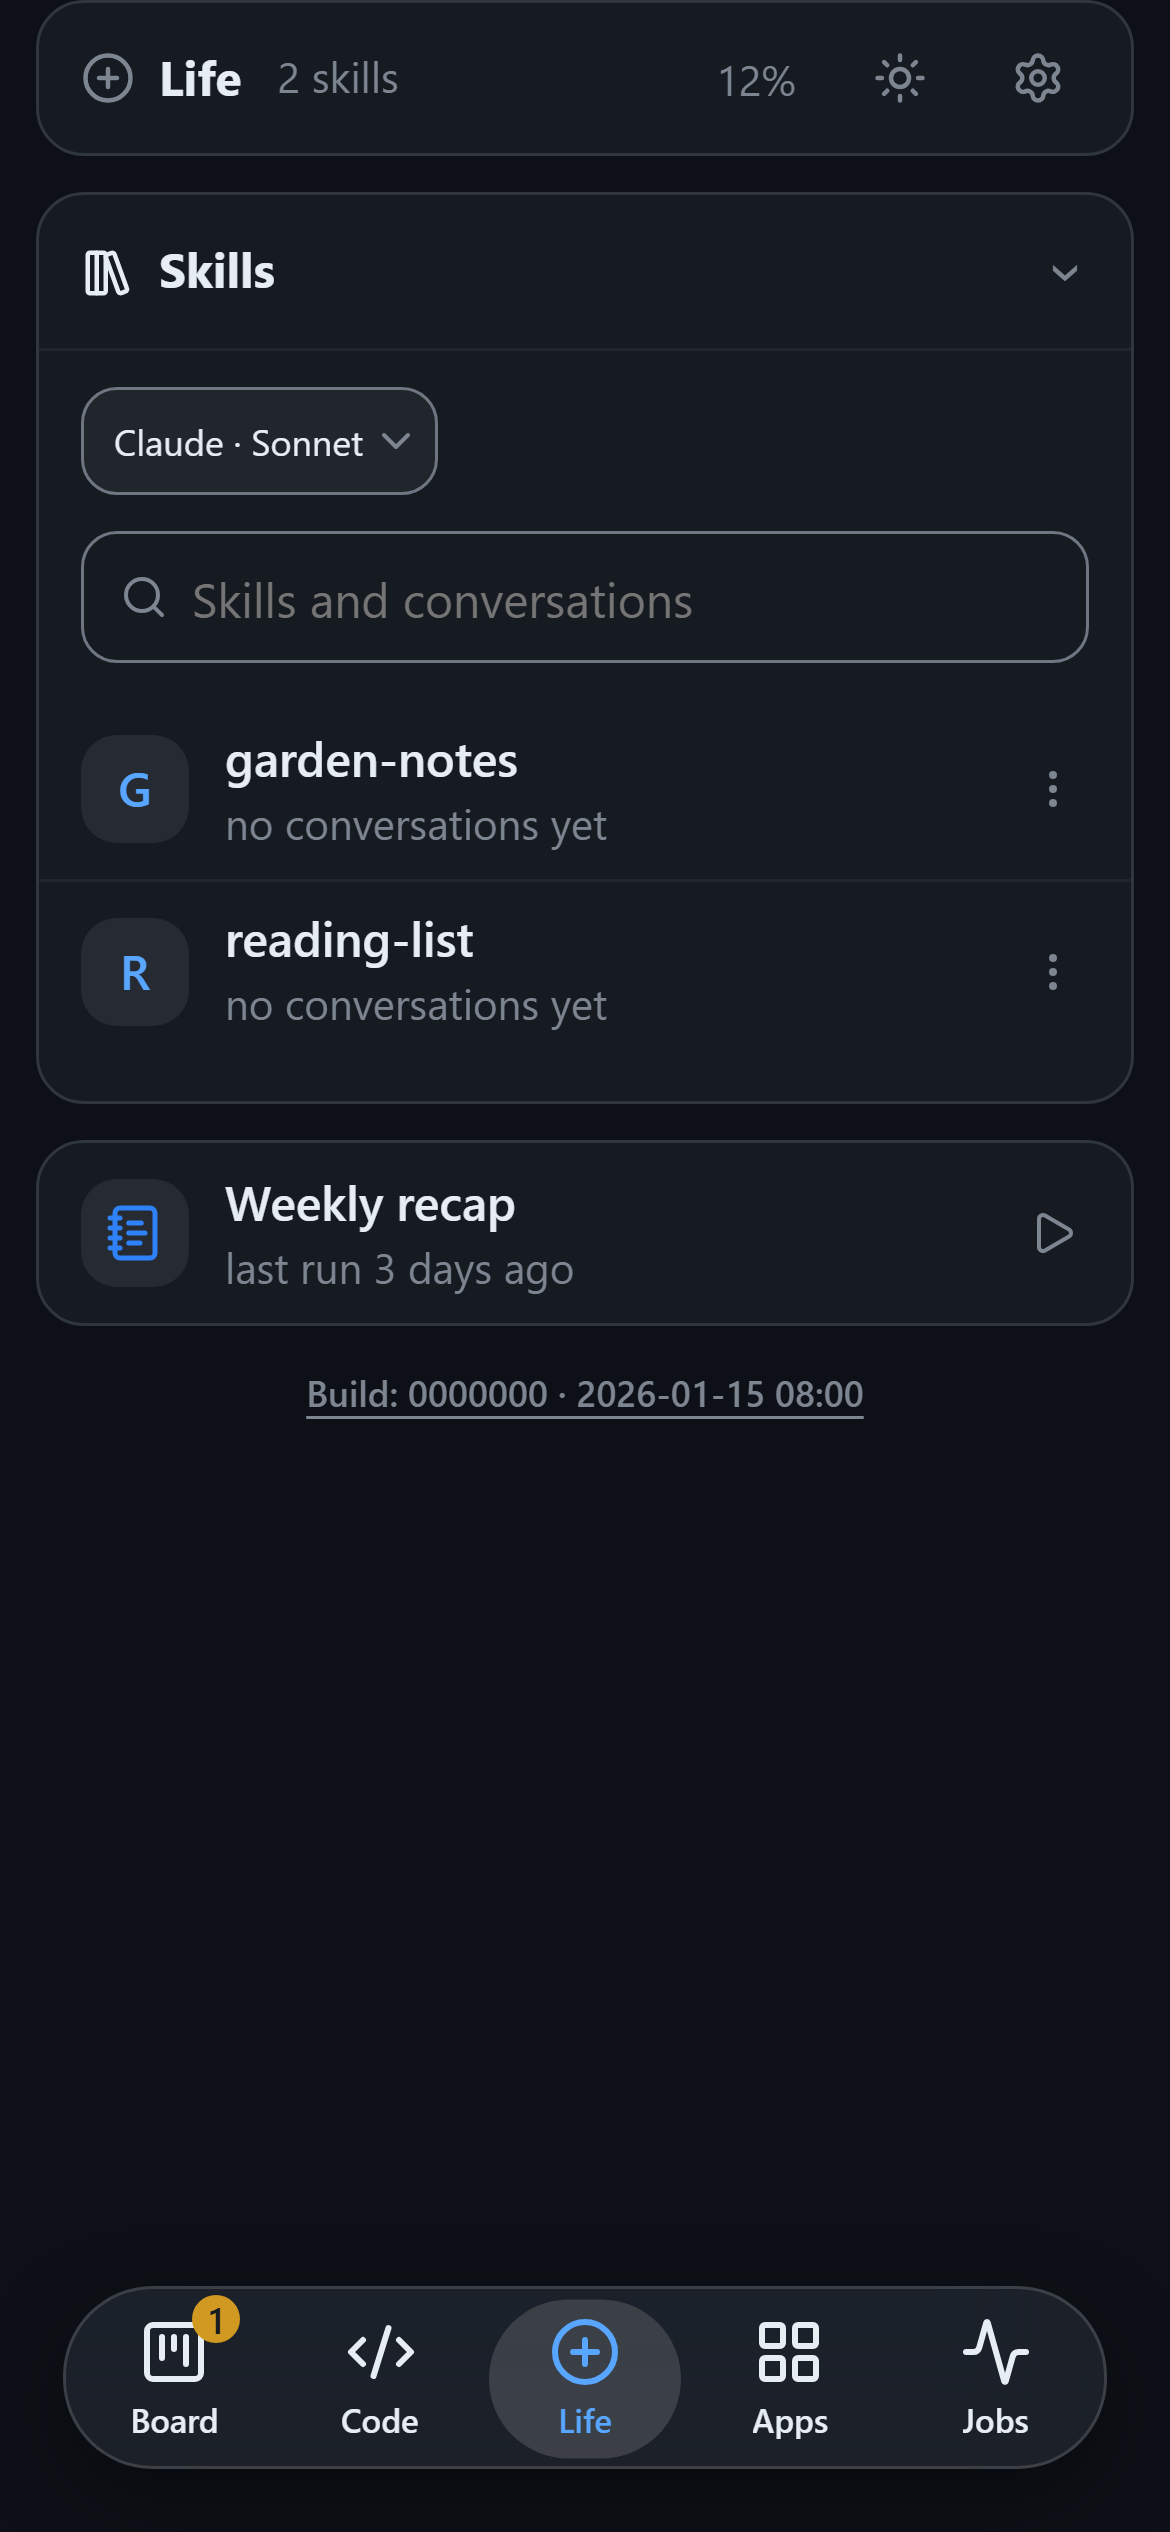 Life 2 skills 12%
Skills
Claude · Sonnet
Skills and conversations
G
garden-notes
no conversations yet
R
reading-list
no conversations yet
Weekly recap
last run 3 days ago
Build: 0000000 · 2026-01-15 08:00
1
Board Code Life Apps Jobs